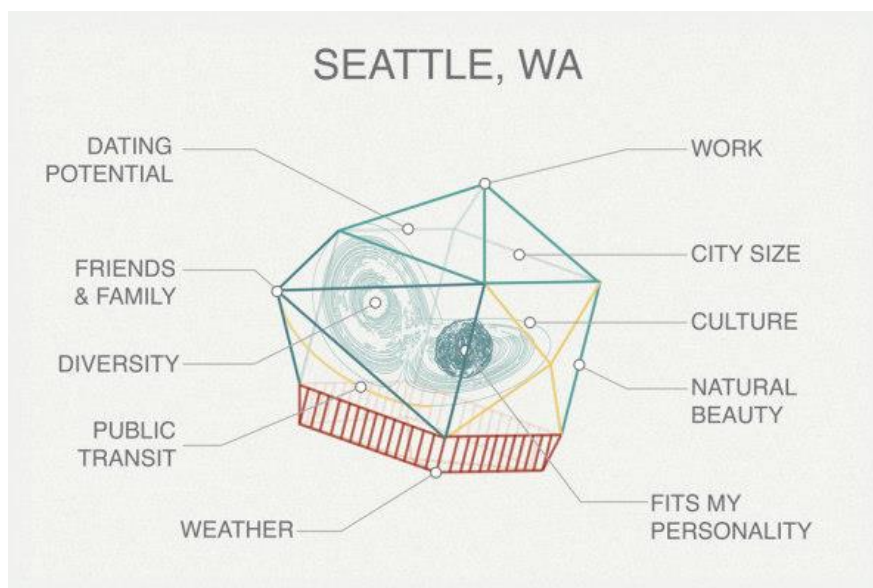 SEATTLE, WA
DATING
POTENTIAL
FRIENDS
& FAMILY
DIVERSITY
PUBLIC
TRANSIT
WEATHER
WORK
CITY SIZE
CULTURE
NATURAL
BEAUTY
FITS MY
PERSONALITY